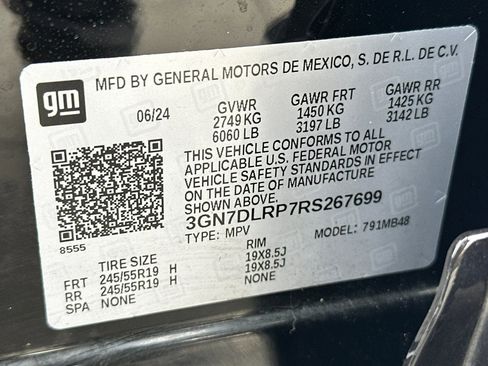 gm
MFD BY GENERAL MOTORS DE MEXICO, S. DE R.L. DE C.V.
06/24 GVWR GAWR FRT GAWR RR
2749 KG 1450 KG 1425 KG
6060 LB 3197 LB 3142 LB
THIS VEHICLE CONFORMS TO ALL
APPLICABLE U.S. FEDERAL MOTOR
VEHICLE SAFETY STANDARDS IN EFFECT
ON THE DATE OF MANUFACTURE
SHOWN ABOVE.
3GN7DLRP7RS267699
8555 TYPE: MPV MODEL: 791MB48
TIRE SIZE RIM
FRT 245/55R19 H 19X8.5J
RR 245/55R19 H 19X8.5J
SPA NONE NONE